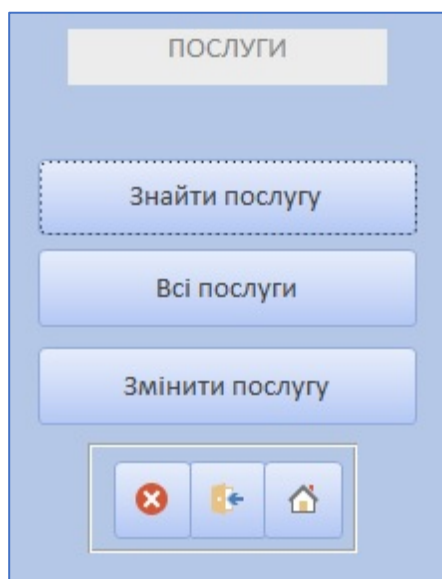 ПОСЛУГИ
Знайти послугу
Всі послуги
Змінити послугу